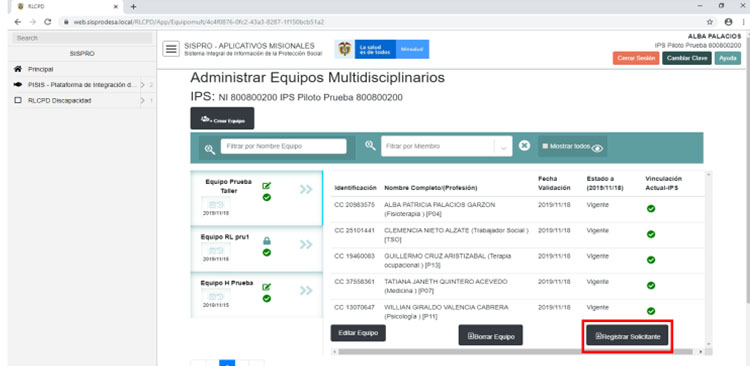 RLCPD
web.sisprodesa.local/RLCPD/App/Equipomult/4c4f0876-0fc2-43a3-8287-1f150bcb51a2
Search
SISPRO
Principal
PISIS - Plataforma de Integración d... 2
RLCPD Discapacidad 1
SISPRO - APLICATIVOS MISIONALES
Sistema Integral de Información de la Protección Social
La salud
es de todos
Minsalud
ALBA PALACIOS
IPS Piloto Prueba 800800200
Cerrar Sesión
Cambiar Clave
Ayuda
Administrar Equipos Multidisciplinarios
IPS: NI 800800200 IPS Piloto Prueba 800800200
+ Crear Equipo
Filtrar por Nombre Equipo
Filtrar por Miembro
Mostrar todos
Equipo Prueba
Taller
2019/11/18
Equipo RL pru1
2019/11/18
Equipo H Prueba
2019/11/15
Identificación Nombre Completo/(Profesión) Fecha Validación Estado a (2019/11/18) Vinculación Actual-IPS
CC 20983575 ALBA PATRICIA PALACIOS GARZON (Fisioterapia ) [P04] 2019/11/18 Vigente
CC 25101441 CLEMENCIA NIETO ALZATE (Trabajador Social ) [TSO] 2019/11/18 Vigente
CC 19460083 GUILLERMO CRUZ ARISTIZABAL (Terapia ocupacional ) [P13] 2019/11/18 Vigente
CC 37558361 TATIANA JANETH QUINTERO ACEVEDO (Medicina ) [P07] 2019/11/18 Vigente
CC 13070647 WILLIAN GIRALDO VALENCIA CABRERA (Psicología ) [P11] 2019/11/18 Vigente
Editar Equipo
Borrar Equipo
Registrar Solicitante